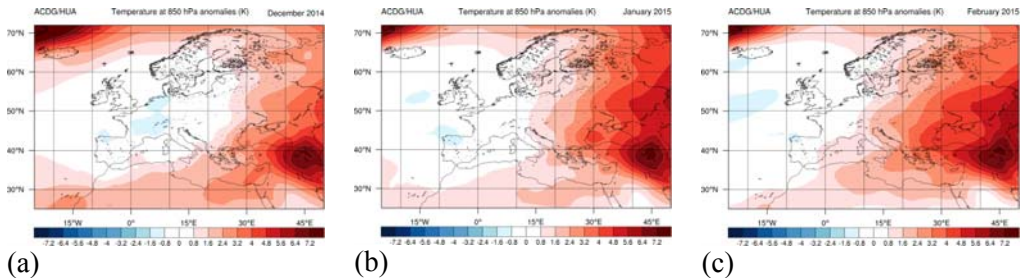 ACDG/HUA Temperature at 850 hPa anomalies (K) December 2014
70°N
60°N
50°N
40°N
30°N
15°W 0° 15°E 30°E 45°E
-7.2 -6.4 -5.6 -4.8 -4 -3.2 -2.4 -1.6 -0.8 0 0.8 1.6 2.4 3.2 4 4.8 5.6 6.4 7.2
(a)
ACDG/HUA Temperature at 850 hPa anomalies (K) January 2015
70°N
60°N
50°N
40°N
30°N
15°W 0° 15°E 30°E 45°E
-7.2 -6.4 -5.6 -4.8 -4 -3.2 -2.4 -1.6 -0.8 0 0.8 1.6 2.4 3.2 4 4.8 5.6 6.4 7.2
(b)
ACDG/HUA Temperature at 850 hPa anomalies (K) February 2015
70°N
60°N
50°N
40°N
30°N
15°W 0° 15°E 30°E 45°E
-7.2 -6.4 -5.6 -4.8 -4 -3.2 -2.4 -1.6 -0.8 0 0.8 1.6 2.4 3.2 4 4.8 5.6 6.4 7.2
(c)